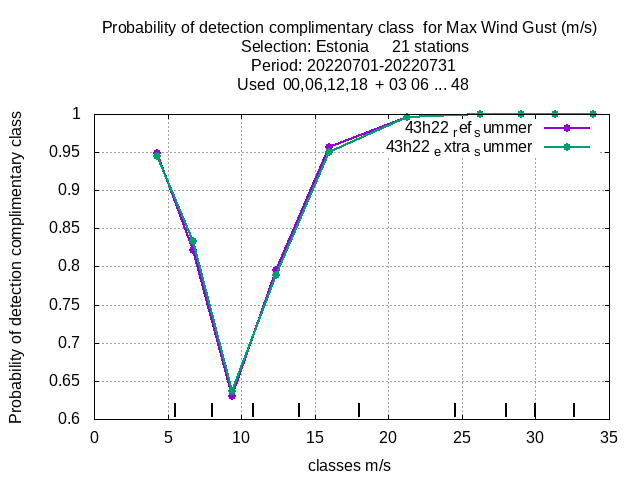 Probability of detection complimentary class  for Max Wind Gust (m/s)
Selection: Estonia     21 stations
Period: 20220701-20220731
Used  00,06,12,18  + 03 06 ... 48
Probability of detection complimentary class
1
0.95
0.9
0.85
0.8
0.75
0.7
0.65
0.6
43h22 ref summer
43h22 extra summer
0 5 10 15 20 25 30 35
classes m/s